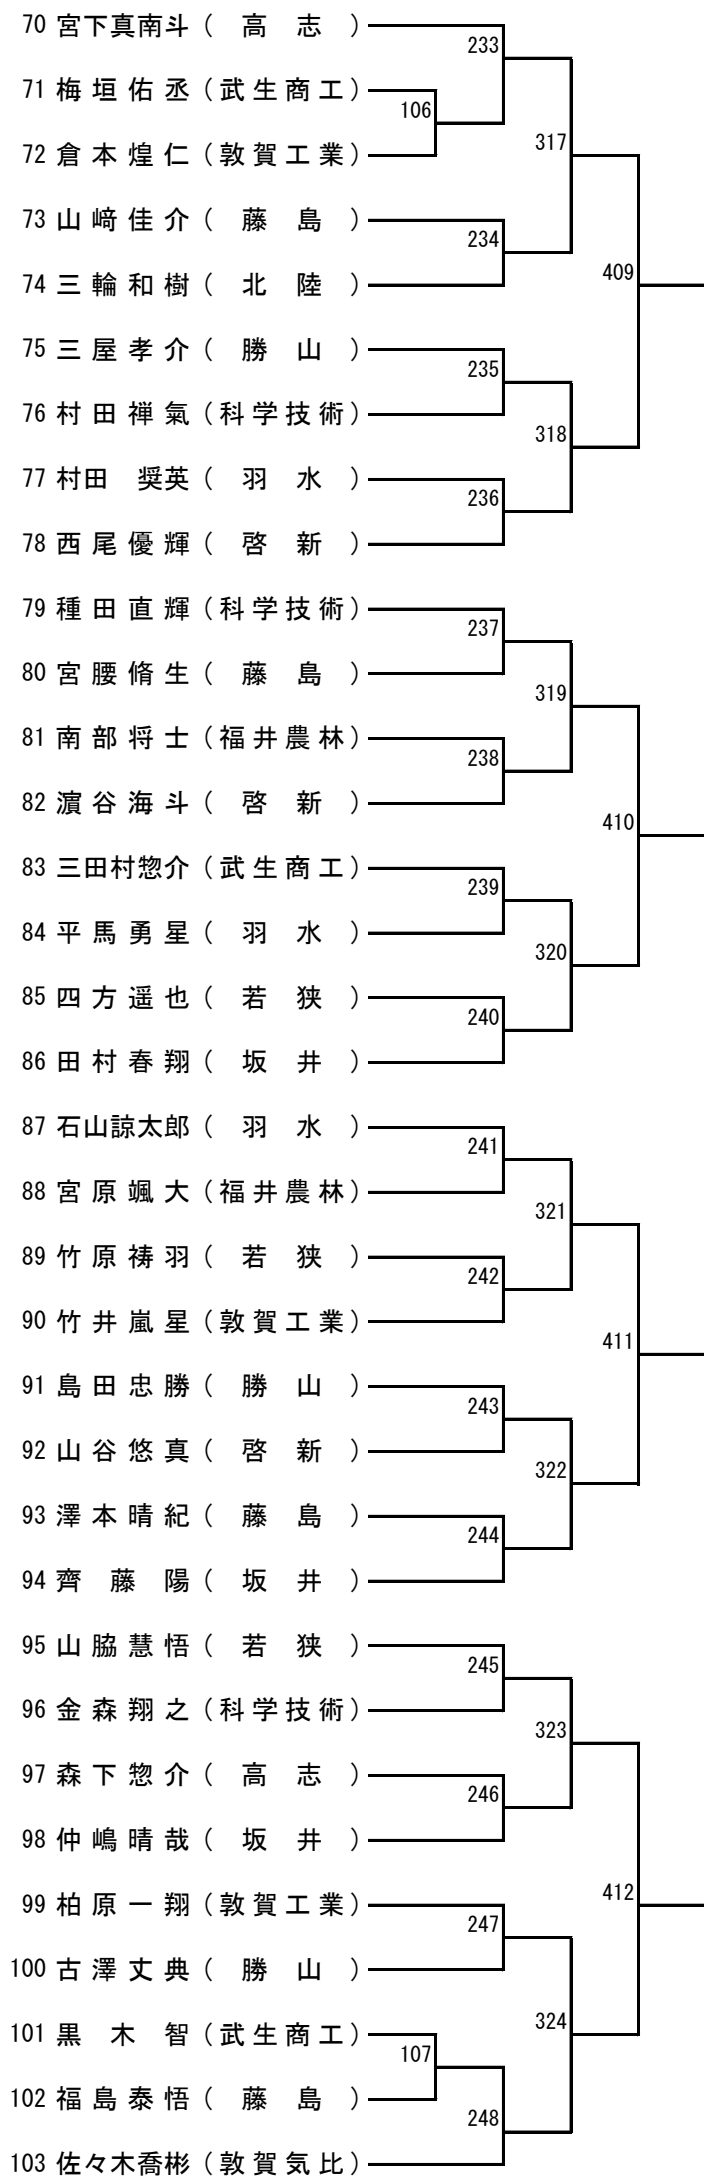 70 宮下真南斗 ( 高 志 )
233
71 梅垣佑丞 (武生商工)
106
317
72 倉本煌仁 (敦賀工業)
73 山﨑佳介 ( 藤 島 )
234
409
74 三輪和樹 ( 北 陸 )
75 三屋孝介 ( 勝 山 )
235
76 村田禅氣 (科学技術)
318
77 村田 奨英 ( 羽 水 )
236
78 西尾優輝 ( 啓 新 )
79 種田直輝 (科学技術)
237
80 宮腰脩生 ( 藤 島 )
319
81 南部将士 (福井農林)
238
82 濵谷海斗 ( 啓 新 )
410
83 三田村惣介 (武生商工)
239
84 平馬勇星 ( 羽 水 )
320
85 四方遥也 ( 若 狭 )
240
86 田村春翔 ( 坂 井 )
87 石山諒太郎 ( 羽 水 )
241
88 宮原颯大 (福井農林)
321
89 竹原祷羽 ( 若 狭 )
242
90 竹井嵐星 (敦賀工業)
411
91 島田忠勝 ( 勝 山 )
243
92 山谷悠真 ( 啓 新 )
322
93 澤本晴紀 ( 藤 島 )
244
94 齊 藤 陽 ( 坂 井 )
95 山脇慧悟 ( 若 狭 )
245
96 金森翔之 (科学技術)
323
97 森下惣介 ( 高 志 )
246
98 仲嶋晴哉 ( 坂 井 )
412
99 柏原一翔 (敦賀工業)
247
100 古澤丈典 ( 勝 山 )
324
101 黒 木 智 (武生商工)
107
102 福島泰悟 ( 藤 島 )
248
103 佐々木喬彬 (敦賀気比)